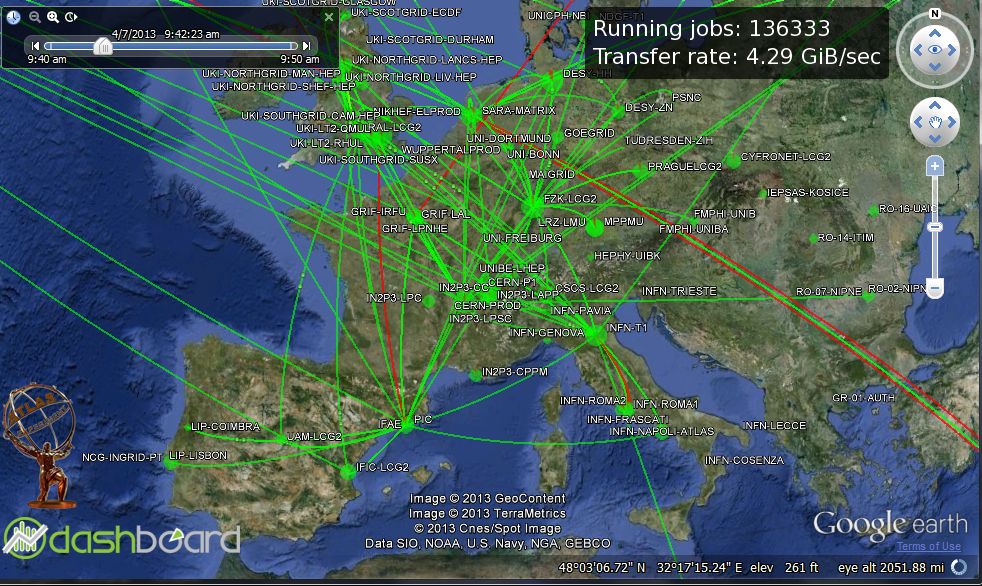 UKI-SCOTGRID-GLASGOW
UKI-SCOTGRID-ECDF
UNICPH-NBI
NDGF-T1
4/7/2013 9:42:23 am
9:40 am
9:50 am
Running jobs: 136333
Transfer rate: 4.29 GiB/sec
N
UKI-SCOTGRID-DURHAM
UKI-NORTHGRID-LANCS-HEP
UKI-NORTHGRID-MAN-HEP
UKI-NORTHGRID-LIV-HEP
UKI-NORTHGRID-SHEF-HEP
DESY-HH
PSNC
DESY-ZN
UKI-SOUTHGRID-CAM-HEP
NIKHEF-ELPROD
SARA-MATRIX
UKI-LT2-QMUL
RAL-LCG2
GOEGRID
UKI-LT2-RHUL
UNI-DORTMUND
TUDRESDEN-ZIH
WUPPERTALPROD
UNI-BONN
UKI-SOUTHGRID-SUSX
CYFRONET-LCG2
PRAGUELCG2
MA.GRID
IEPSAS-KOSICE
FZK-LCG2
GRIF-IRFU
GRIF-LAL
RO-16-UAIC
FMPHI-UNIB
LRZ-LMU
MPPMU
GRIF-LPNHE
FMPHI-UNIBA
UNI-FREIBURG
RO-14-ITIM
HEPHY-UIBK
UNIBE-LHEP
CERN-P1
IN2P3-CC
CSCS-LCG2
IN2P3-LAPP
INFN-TRIESTE
RO-07-NIPNE
RO-02-NIPN
IN2P3-LPC
CERN-PROD
INFN-PAVIA
IN2P3-LPSC
INFN-T1
INFN-GENOVA
IN2P3-CPPM
INFN-ROMA2
INFN-ROMA1
GR-01-AUTH
IFAE
PIC
INFN-FRASCATI
INFN-LECCE
LIP-COIMBRA
INFN-NAPOLI-ATLAS
UAM-LCG2
NCG-INGRID-PT
LIP-LISBON
INFN-COSENZA
IFIC-LCG2
ATLAS
Image © 2013 GeoContent
Image © 2013 TerraMetrics
© 2013 Cnes/Spot Image
Data SIO, NOAA, U.S. Navy, NGA, GEBCO
dashboard
Google earth
Terms of Use
48°03'06.72" N 32°17'15.24" E elev 261 ft eye alt 2051.88 mi